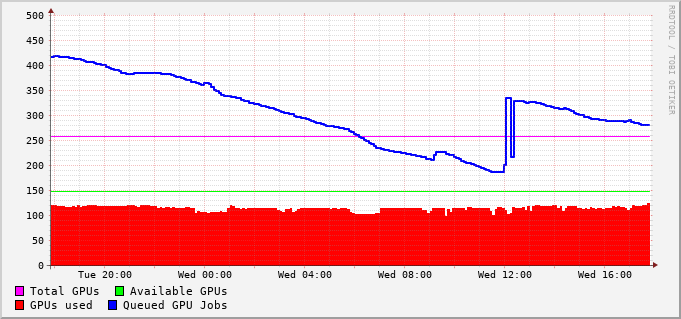 500
450
400
350
300
250
200
150
100
50
0
Tue 20:00 Wed 00:00 Wed 04:00 Wed 08:00 Wed 12:00 Wed 16:00
Total GPUs Available GPUs
GPUs used Queued GPU Jobs
RRDTOOL / TOBI OETIKER